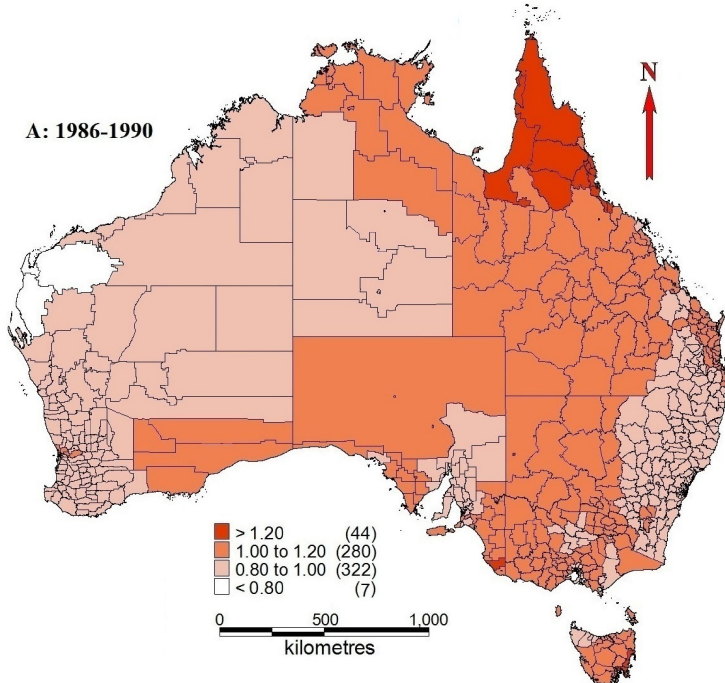 N
A: 1986-1990
> 1.20 (44)
1.00 to 1.20 (280)
0.80 to 1.00 (322)
< 0.80 (7)
0 500 1,000
kilometres